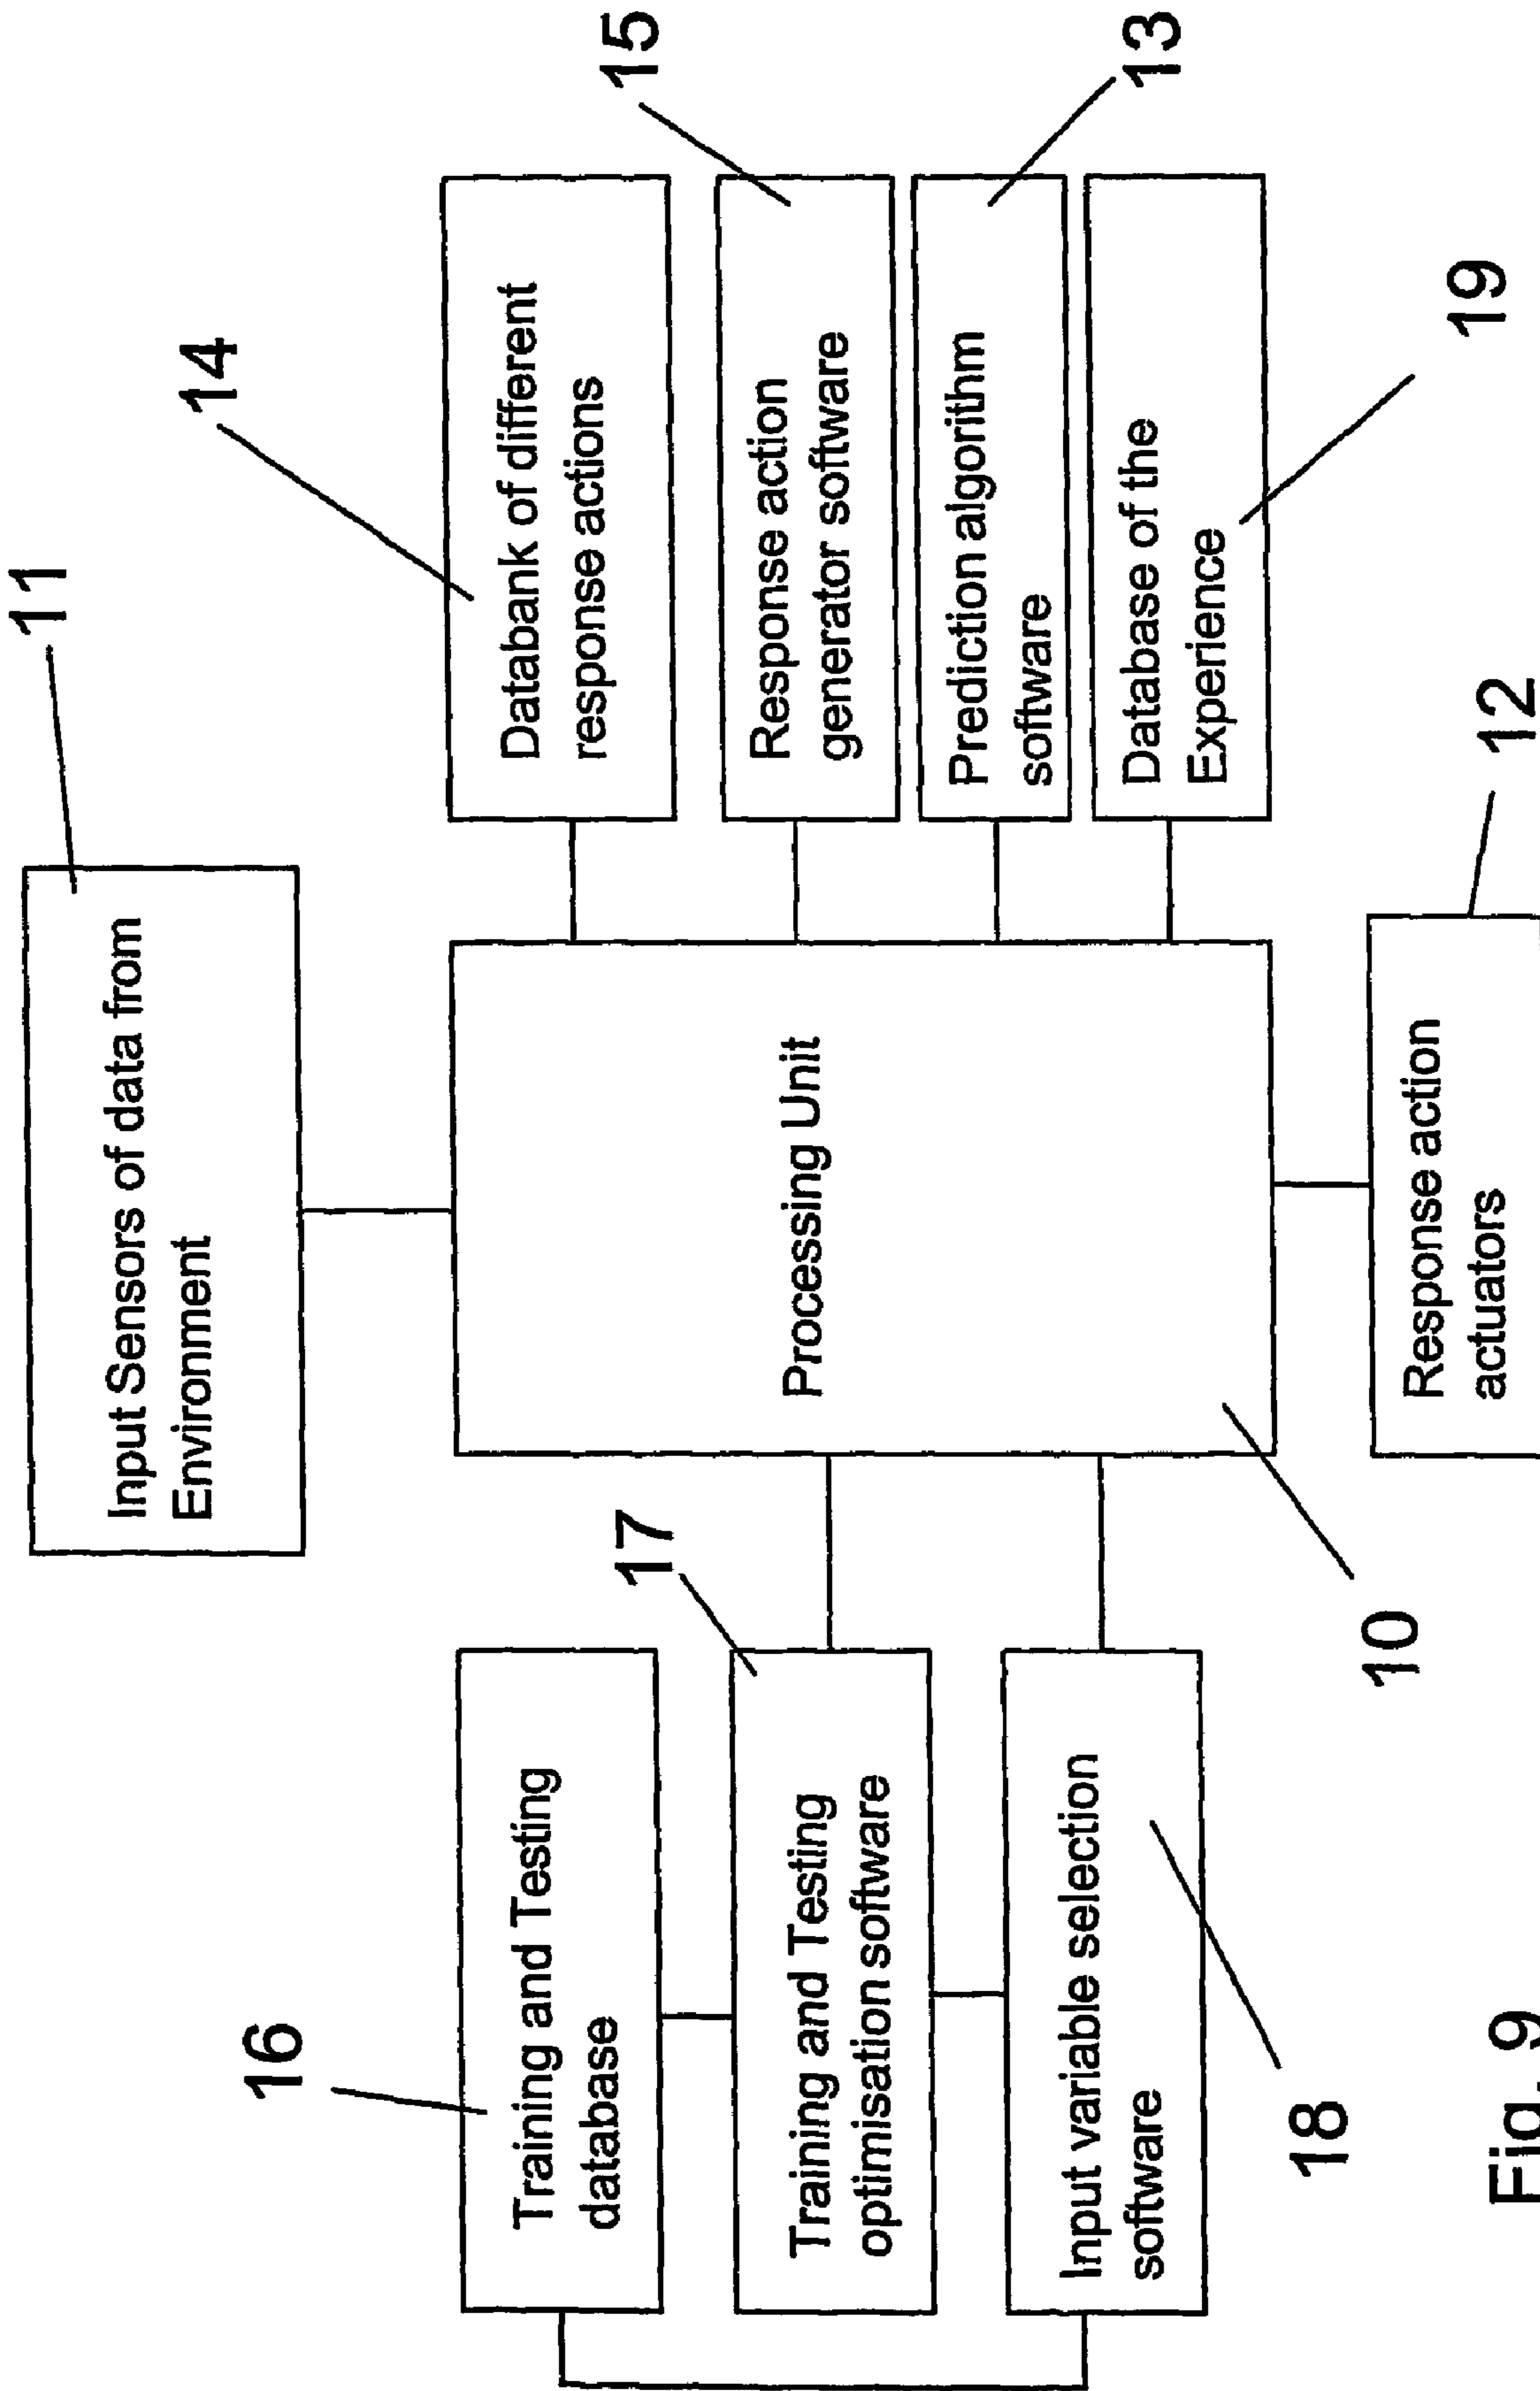 11
Input Sensors of data from
Environment
16
Training and Testing
database
17
Training and Testing
optimisation software
18
Input variable selection
software
Processing Unit
10
14
Databank of different
response actions
15
Response action
generator software
13
Prediction algorithm
software
19
Database of the
Experience
12
Response action
actuators
Fig. 9